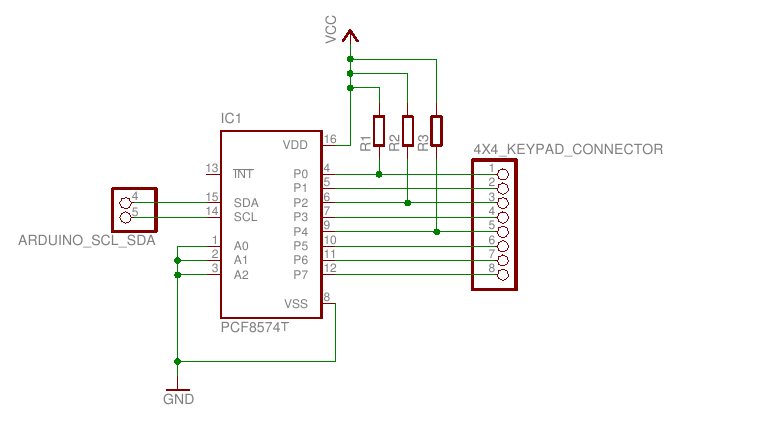 VCC
IC1
VDD 16
R1 R2 R3
4X4_KEYPAD_CONNECTOR
13 INT P0 4 1
P1 5 2
4 15 SDA P2 6 3
5 14 SCL P3 7 4
P4 9 5
ARDUINO_SCL_SDA
1 A0 P5 10 6
2 A1 P6 11 7
3 A2 P7 12 8
VSS 8
PCF8574T
GND